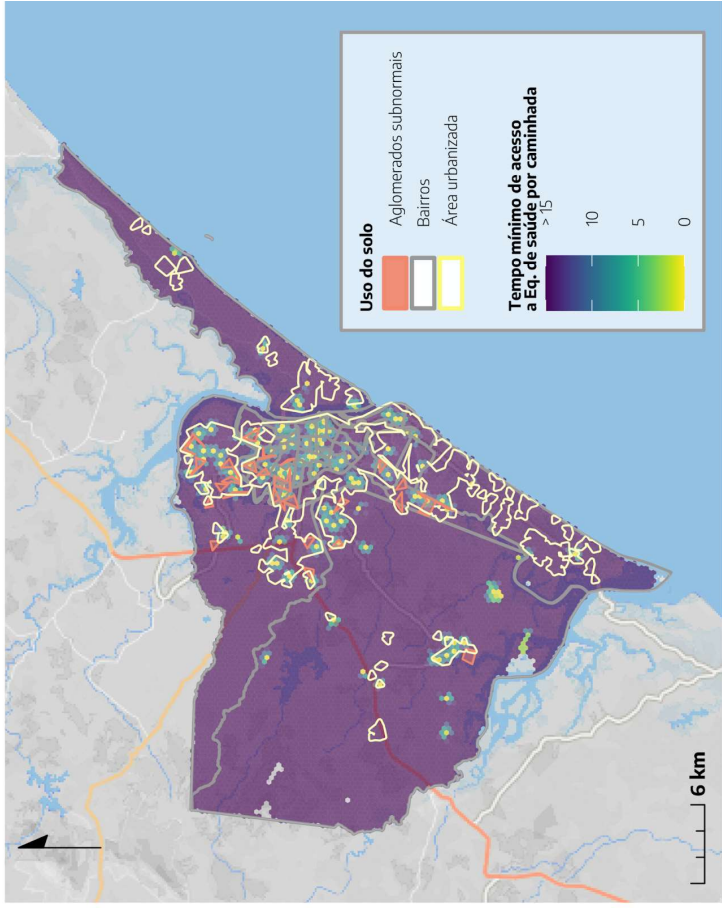 Uso do solo
Aglomerados subnormais
Bairros
Área urbanizada
Tempo mínimo de acesso
a Eq. de saúde por caminhada
> 15
10
5
0
6 km